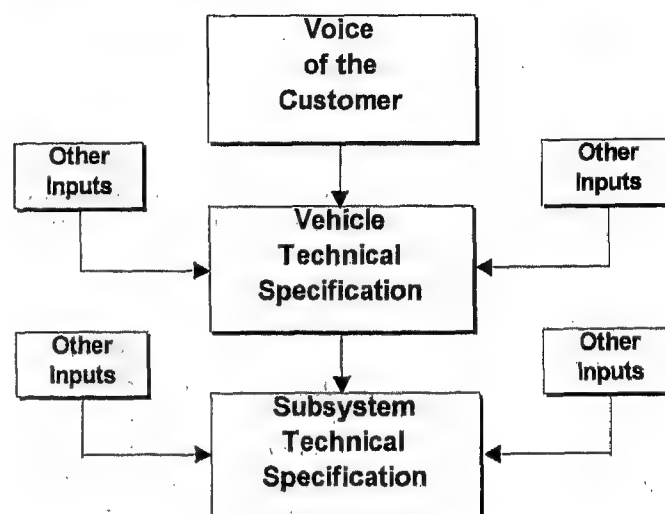 Voice
of the
Customer
Other
Inputs
Other
Inputs
Vehicle
Technical
Specification
Other
Inputs
Other
Inputs
Subsystem
Technical
Specification